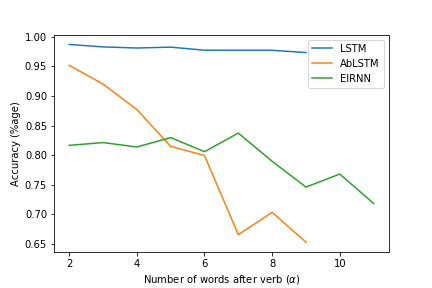 1.00
0.95
0.90
0.85
0.80
0.75
0.70
0.65
Accuracy (%age)
LSTM
AbLSTM
EIRNN
2 4 6 8 10
Number of words after verb (α)